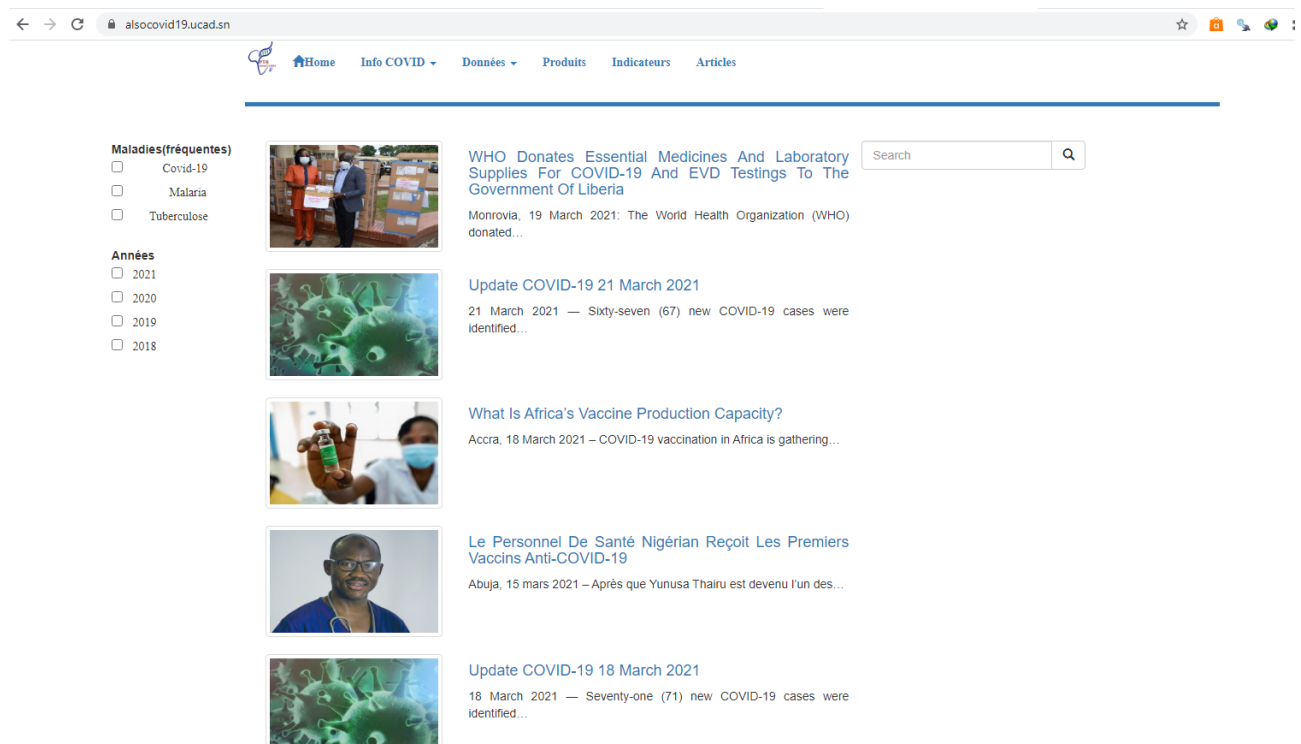 alsocovid19.ucad.sn
Home Info COVID Données Produits Indicateurs Articles
Maladies(fréquentes)
Covid-19
Malaria
Tuberculose
Années
2021
2020
2019
2018
WHO Donates Essential Medicines And Laboratory
Supplies For COVID-19 And EVD Testings To The
Government Of Liberia
Monrovia, 19 March 2021: The World Health Organization (WHO)
donated…
Search
Update COVID-19 21 March 2021
21 March 2021 — Sixty-seven (67) new COVID-19 cases were
identified…
What Is Africa’s Vaccine Production Capacity?
Accra, 18 March 2021 – COVID-19 vaccination in Africa is gathering…
Le Personnel De Santé Nigérian Reçoit Les Premiers
Vaccins Anti-COVID-19
Abuja, 15 mars 2021 – Après que Yunusa Thairu est devenu l’un des…
Update COVID-19 18 March 2021
18 March 2021 — Seventy-one (71) new COVID-19 cases were
identified…